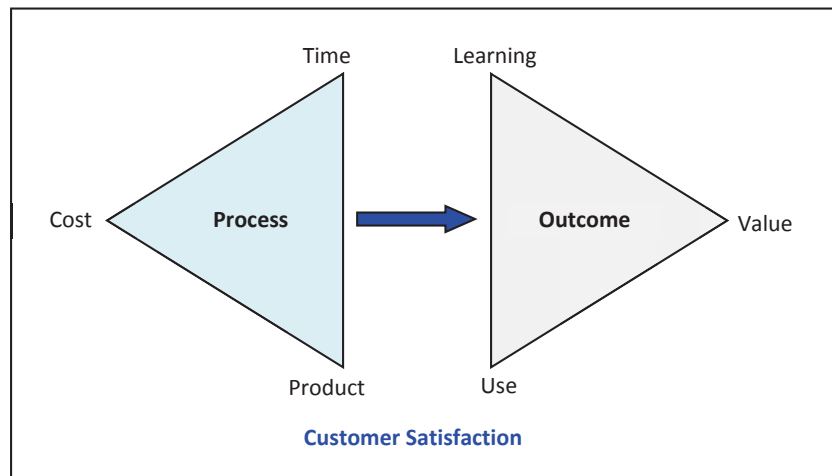 Time
Learning
Cost
Process
Outcome
Value
Product
Use
Customer Satisfaction